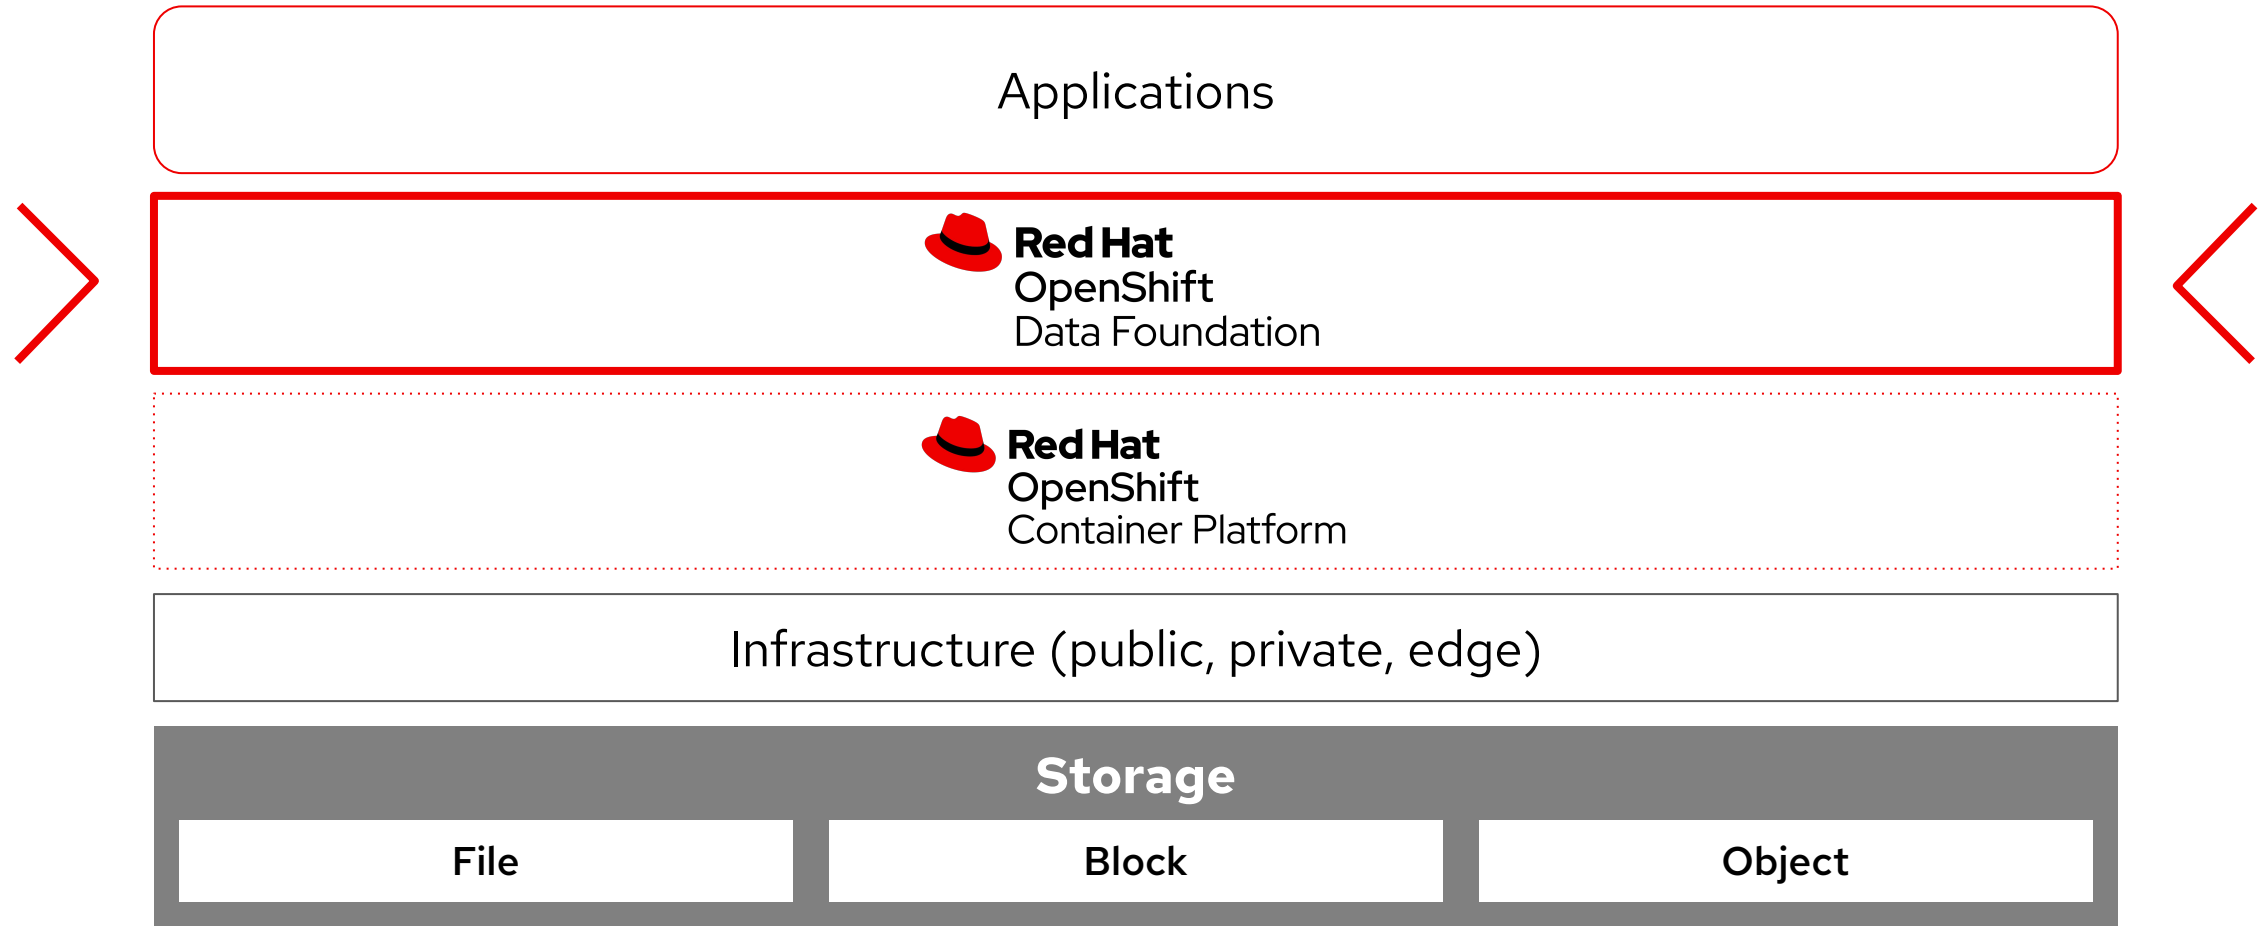 Applications
Red Hat
OpenShift
Data Foundation
Red Hat
OpenShift
Container Platform
Infrastructure (public, private, edge)
Storage
File
Block
Object